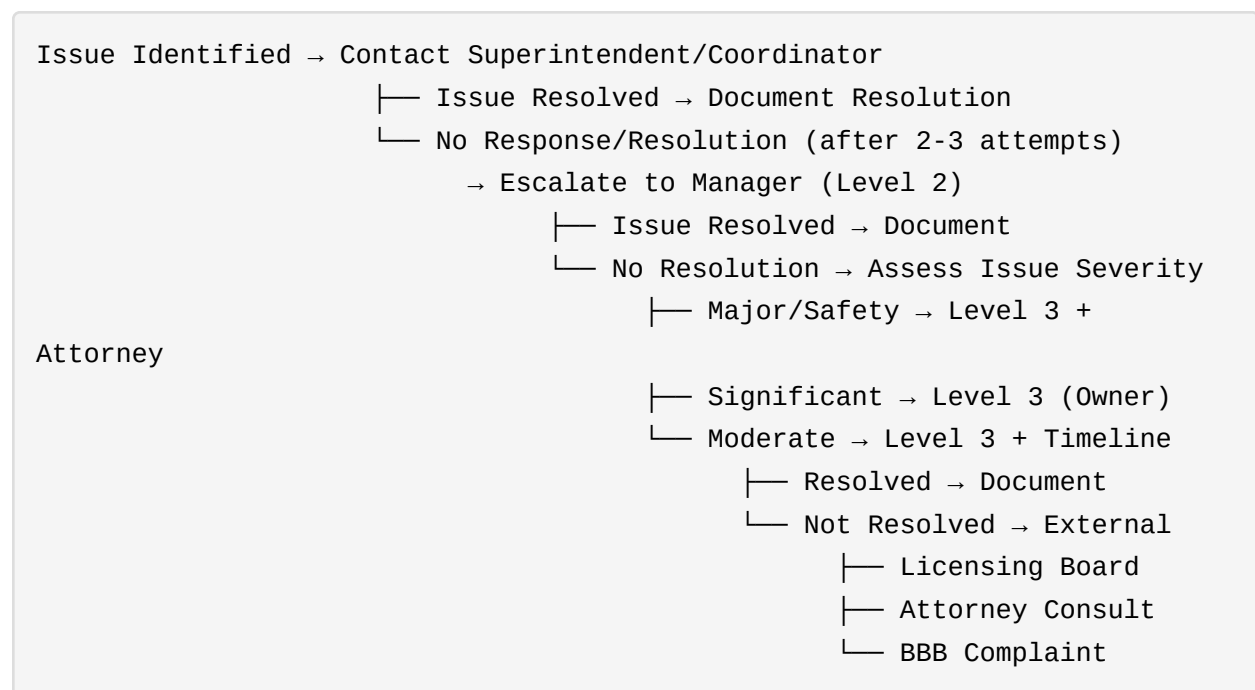 Issue Identified → Contact Superintendent/Coordinator
├── Issue Resolved → Document Resolution
└── No Response/Resolution (after 2-3 attempts)
→ Escalate to Manager (Level 2)
├── Issue Resolved → Document
└── No Resolution → Assess Issue Severity
├── Major/Safety → Level 3 +
Attorney
├── Significant → Level 3 (Owner)
└── Moderate → Level 3 + Timeline
├── Resolved → Document
└── Not Resolved → External
├── Licensing Board
├── Attorney Consult
└── BBB Complaint